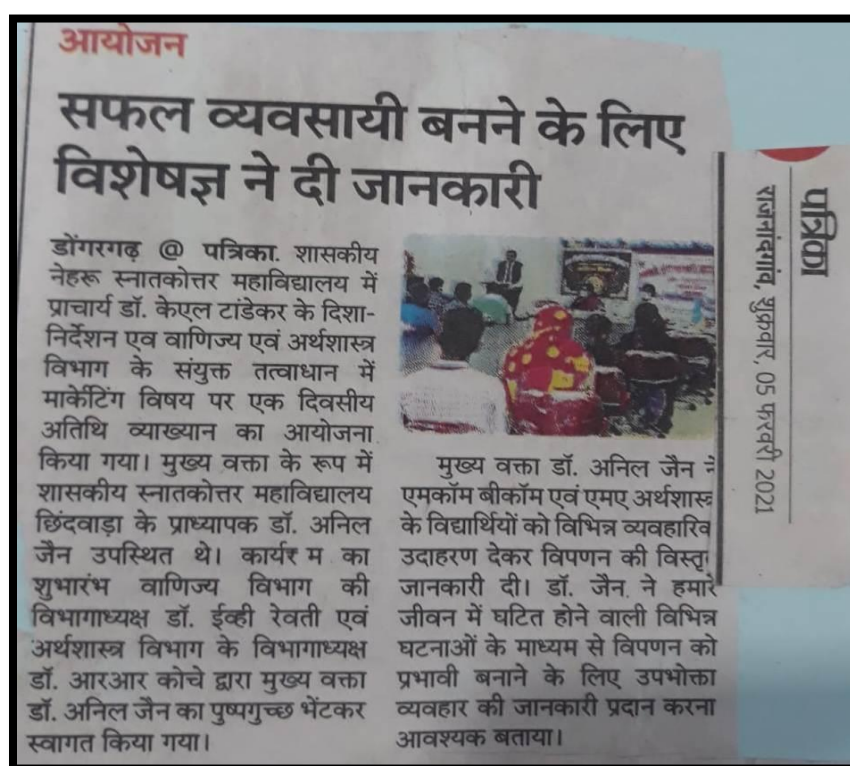 आयोजन
सफल व्यवसायी बनने के लिए
विशेषज्ञ ने दी जानकारी
डोंगरगढ़ @ पत्रिका. शासकीय
नेहरू स्नातकोत्तर महाविद्यालय में
प्राचार्य डॉ. केएल टांडेकर के दिशा-
निर्देशन एव वाणिज्य एवं अर्थशास्त्र
विभाग के संयुक्त तत्वाधान में
मार्केटिंग विषय पर एक दिवसीय
अतिथि व्याख्यान का आयोजना
किया गया। मुख्य वक्ता के रूप में
शासकीय स्नातकोत्तर महाविद्यालय
छिंदवाड़ा के प्राध्यापक डॉ. अनिल
जैन उपस्थित थे। कार्यर म का
शुभारंभ वाणिज्य विभाग की
विभागाध्यक्ष डॉ. ईव्ही रेवती एवं
अर्थशास्त्र विभाग के विभागाध्यक्ष
डॉ. आरआर कोचे द्वारा मुख्य वक्ता
डॉ. अनिल जैन का पुष्पगुच्छ भेंटकर
स्वागत किया गया।
मुख्य वक्ता डॉ. अनिल जैन ने
एमकॉम बीकॉम एवं एमए अर्थशास्त्र
के विद्यार्थियों को विभिन्न
उदाहरण देकर विपणन की
जानकारी दी। डॉ. जैन ने हमारे
जीवन में घटित होने वाली विभिन्न
घटनाओं के माध्यम से विपणन को
प्रभावी बनाने के लिए उपभोक्ता
व्यवहार की जानकारी प्रदान करना
आवश्यक बताया।
पत्रिका
राजनांदगांव, शुक्रवार, 05 फरवरी 2021